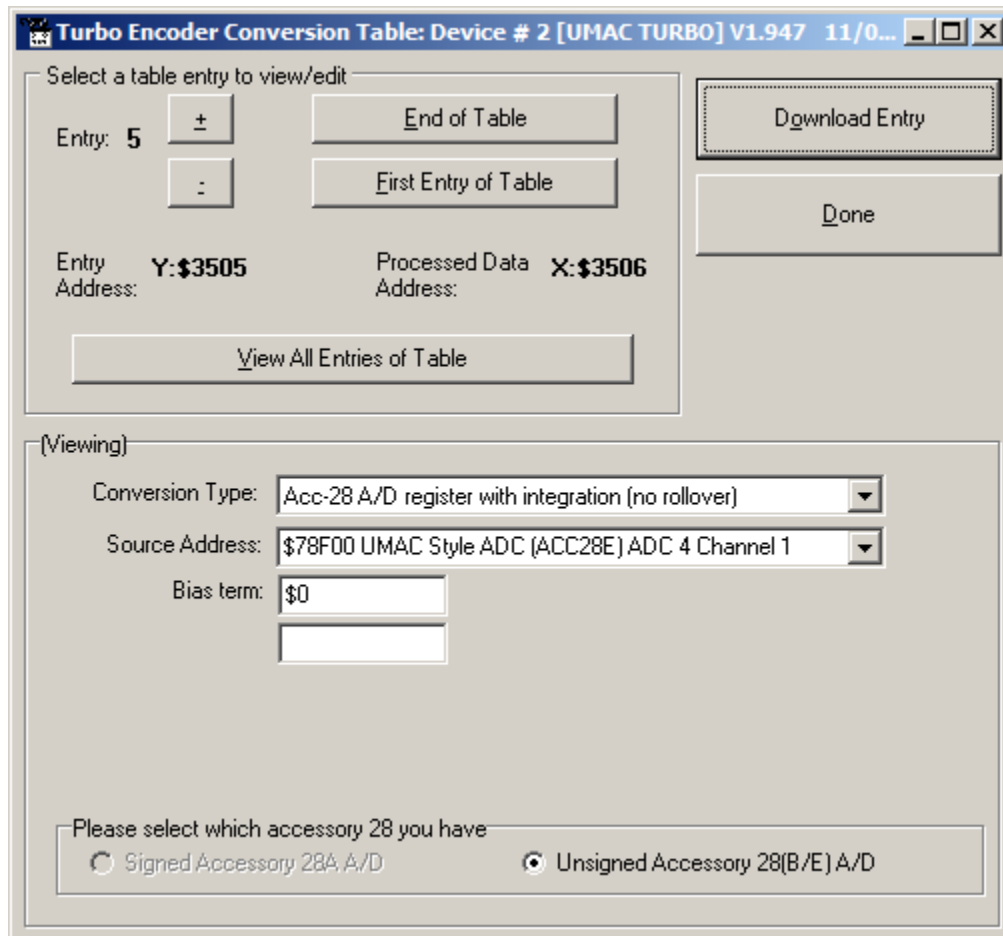 Turbo Encoder Conversion Table: Device # 2 [UMAC TURBO] V1.947 11/0...
Select a table entry to view/edit
Entry: 5
+
End of Table
Download Entry
-
First Entry of Table
Done
Entry Address: Y:$3505
Processed Data Address: X:$3506
View All Entries of Table
(Viewing)
Conversion Type: Acc-28 A/D register with integration (no rollover)
Source Address: $78F00 UMAC Style ADC (ACC28E) ADC 4 Channel 1
Bias term: $0
Please select which accessory 28 you have
Signed Accessory 28A A/D
Unsigned Accessory 28(B/E) A/D